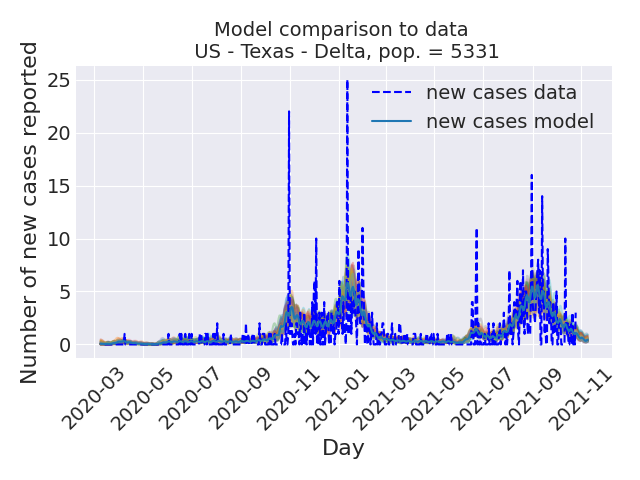 Model comparison to data
US - Texas - Delta, pop. = 5331
Number of new cases reported
25
20
15
10
5
0
new cases data
new cases model
2020-03
2020-05
2020-07
2020-09
2020-11
2021-01
2021-03
2021-05
2021-07
2021-09
2021-11
Day